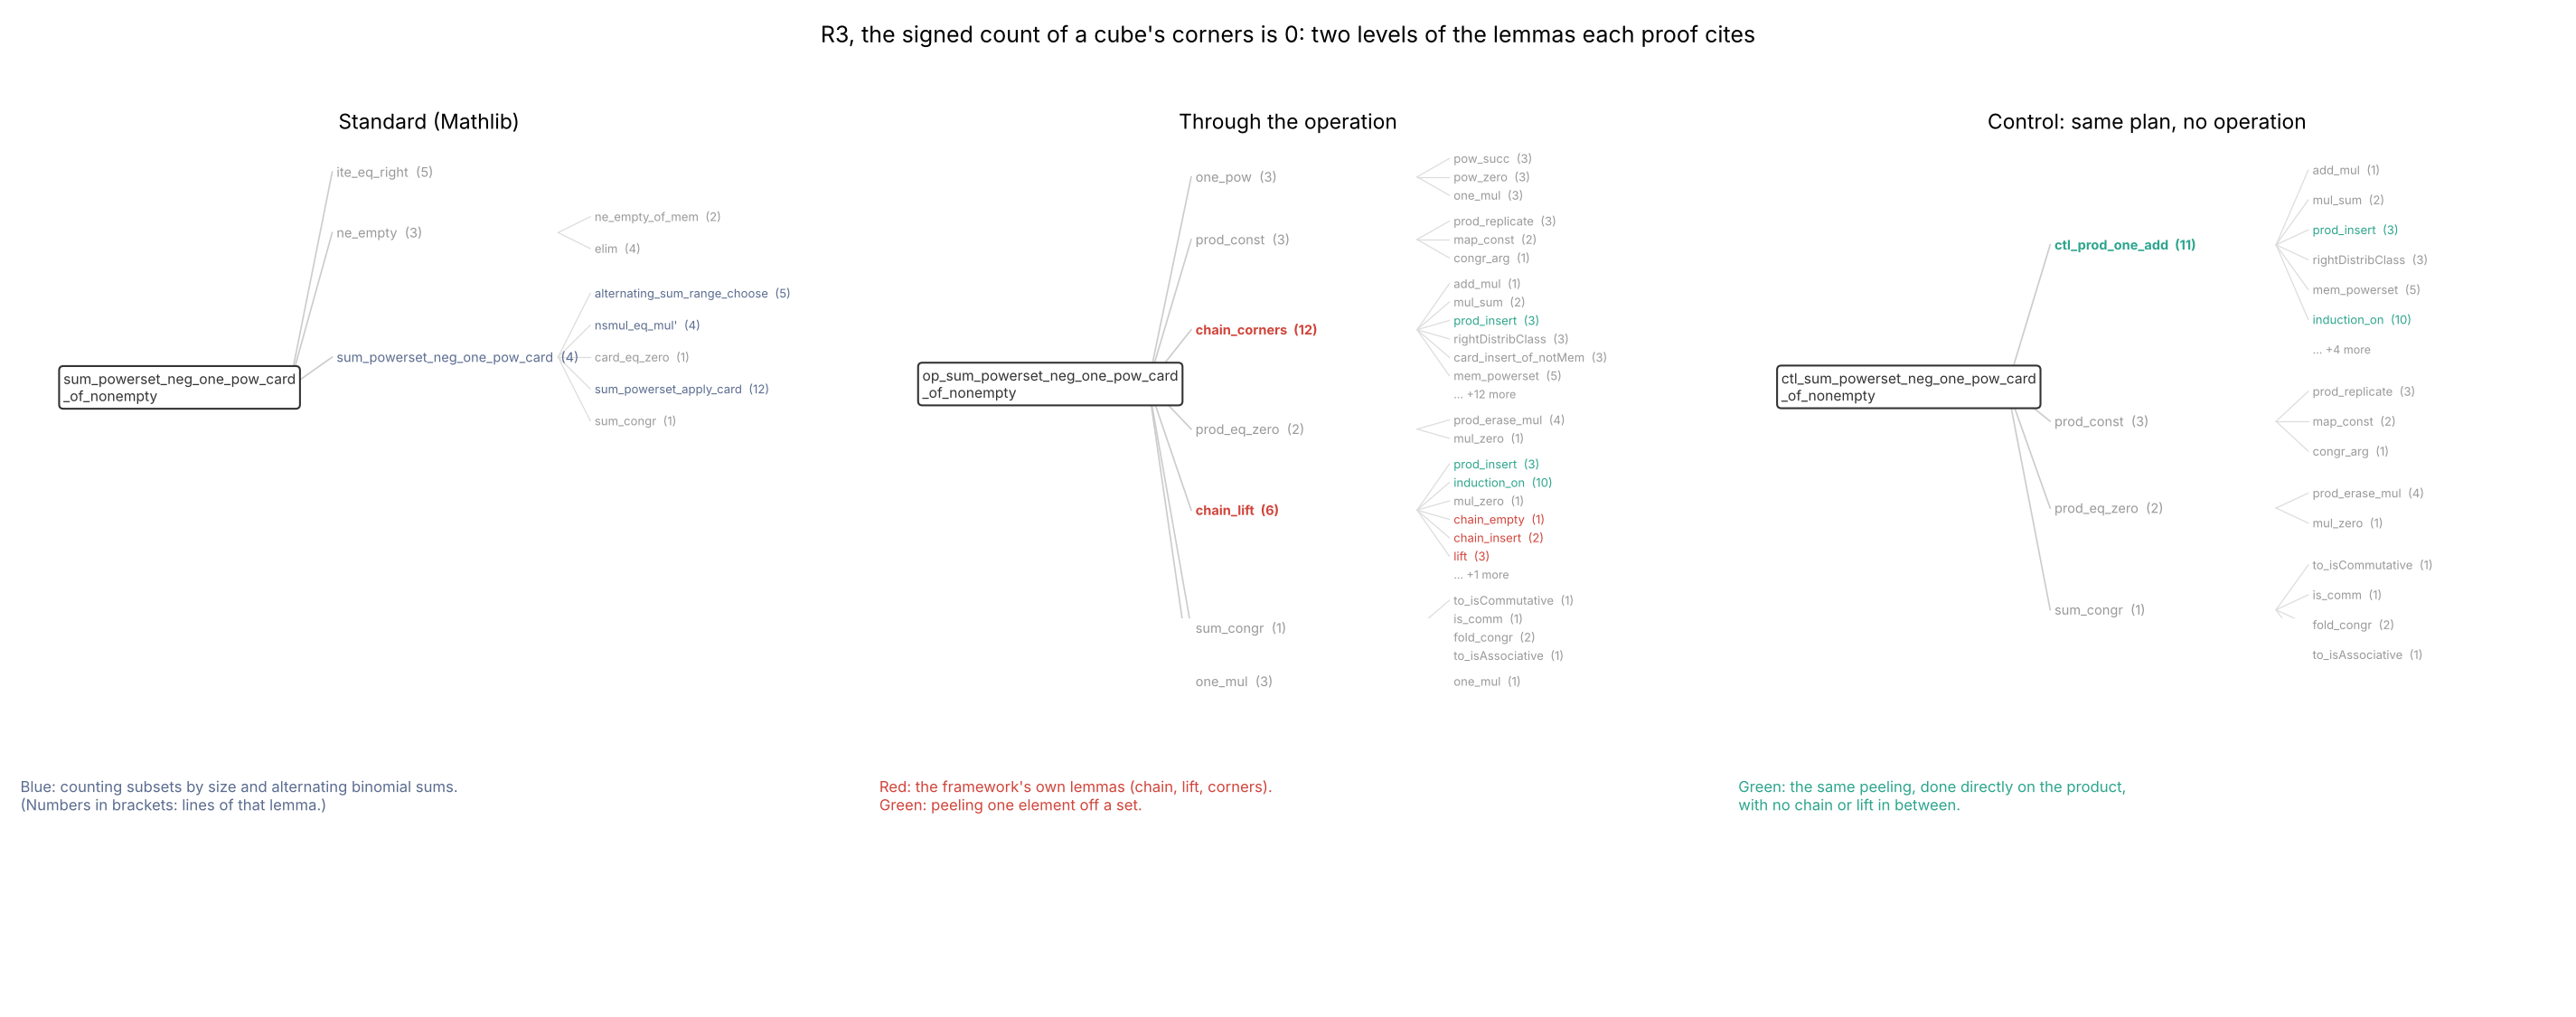 R3, the signed count of a cube's corners is 0: two levels of the lemmas each proof cites
Standard (Mathlib)
ite_eq_right (5)
ne_empty (3)
ne_empty_of_mem (2)
elim (4)
sum_powerset_neg_one_pow_card (4)
alternating_sum_range_choose (5)
nsmul_eq_mul' (4)
card_eq_zero (1)
sum_powerset_apply_card (12)
sum_congr (1)
sum_powerset_neg_one_pow_card
_of_nonempty
Blue: counting subsets by size and alternating binomial sums.
(Numbers in brackets: lines of that lemma.)
Through the operation
op_sum_powerset_neg_one_pow_card
_of_nonempty
one_pow (3)
pow_succ (3)
pow_zero (3)
one_mul (3)
prod_const (3)
prod_replicate (3)
map_const (2)
congr_arg (1)
chain_corners (12)
add_mul (1)
mul_sum (2)
prod_insert (3)
rightDistribClass (3)
card_insert_of_notMem (3)
mem_powerset (5)
... +12 more
prod_eq_zero (2)
prod_erase_mul (4)
mul_zero (1)
chain_lift (6)
prod_insert (3)
induction_on (10)
mul_zero (1)
chain_empty (1)
chain_insert (2)
lift (3)
... +1 more
sum_congr (1)
to_isCommutative (1)
is_comm (1)
fold_congr (2)
to_isAssociative (1)
one_mul (3)
one_mul (1)
Red: the framework's own lemmas (chain, lift, corners).
Green: peeling one element off a set.
Control: same plan, no operation
ctl_sum_powerset_neg_one_pow_card
_of_nonempty
ctl_prod_one_add (11)
add_mul (1)
mul_sum (2)
prod_insert (3)
rightDistribClass (3)
mem_powerset (5)
induction_on (10)
... +4 more
prod_const (3)
prod_replicate (3)
map_const (2)
congr_arg (1)
prod_eq_zero (2)
prod_erase_mul (4)
mul_zero (1)
sum_congr (1)
to_isCommutative (1)
is_comm (1)
fold_congr (2)
to_isAssociative (1)
Green: the same peeling, done directly on the product,
with no chain or lift in between.